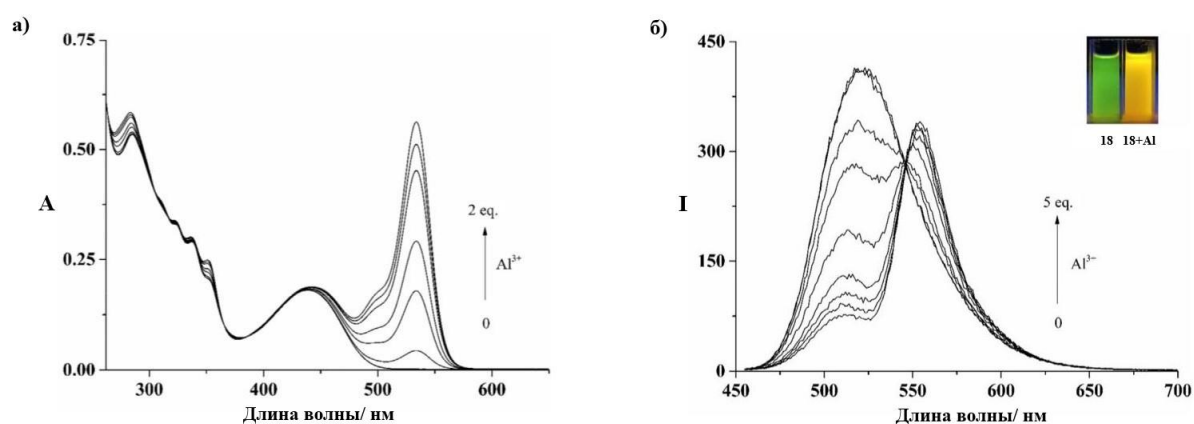 а)
0.75
0.50
0.25
0.00
A
300
400
500
600
Длина волны/ нм
2 eq.
Al³⁺
0
б)
450
300
150
0
I
450
500
550
600
650
700
Длина волны/ нм
5 eq.
Al³⁺
0
18 18+Al